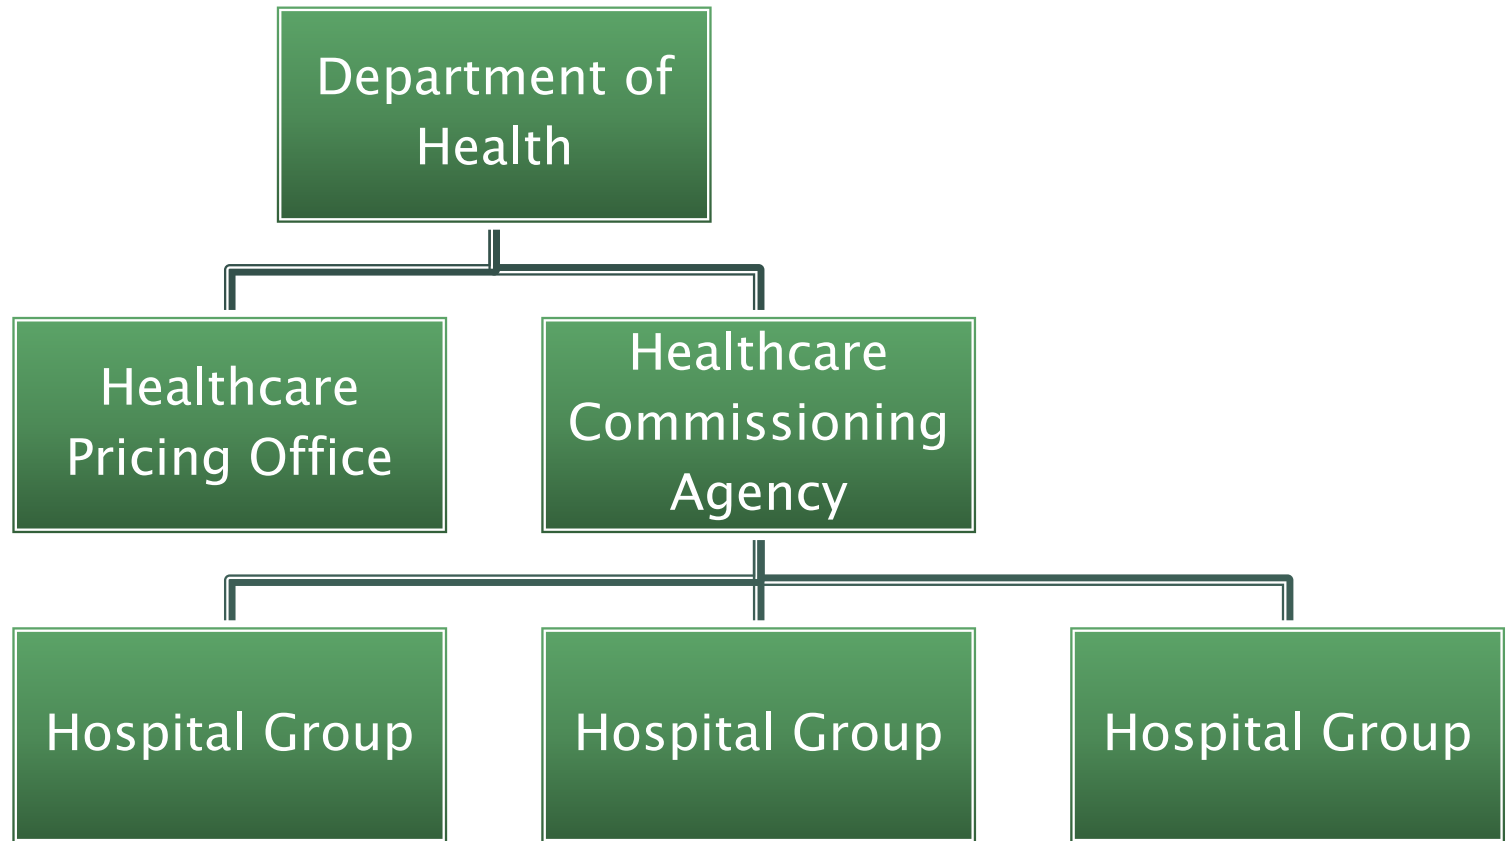 Department of
Health
Healthcare
Pricing Office
Healthcare
Commissioning
Agency
Hospital Group
Hospital Group
Hospital Group